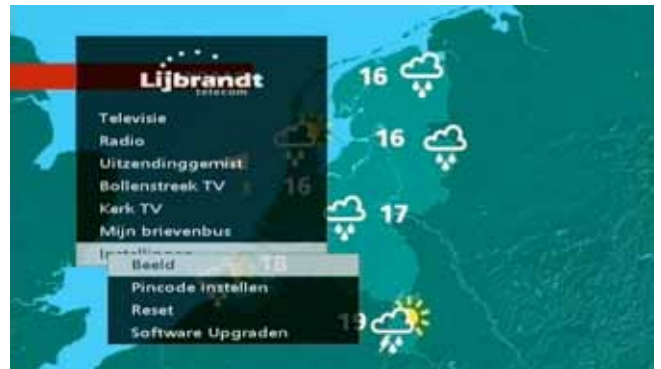 Lijbrandt
telecom
Televisie
Radio
Uitzendinggemist
Bollenstreek TV
Kerk TV
Mijn brievenbus
Instellingen
Beeld
Pincode instellen
Reset
Software Upgraden
16
16
16
17
18
19